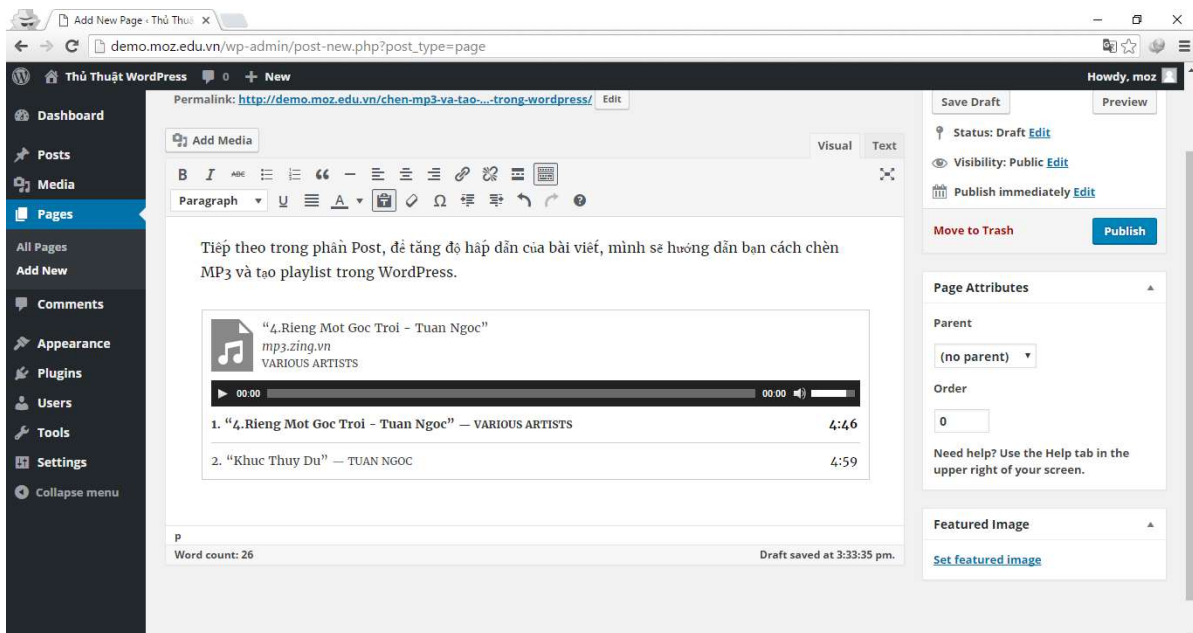 Add New Page ‹ Thủ Thuậ
demo.moz.edu.vn/wp-admin/post-new.php?post_type=page
Thủ Thuật WordPress 0 + New Howdy, moz
Dashboard
Posts
Media
Pages
All Pages
Add New
Comments
Appearance
Plugins
Users
Tools
Settings
Collapse menu
Permalink: http://demo.moz.edu.vn/chen-mp3-va-tao-...-trong-wordpress/ Edit
Add Media
Visual Text
B I ABC
Paragraph U A Ω
Tiếp theo trong phần Post, để tăng độ hấp dẫn của bài viết, mình sẽ hướng dẫn bạn cách chèn
MP3 và tạo playlist trong WordPress.
“4.Rieng Mot Goc Troi - Tuan Ngoc”
mp3.zing.vn
VARIOUS ARTISTS
00:00 00:00
1. “4.Rieng Mot Goc Troi - Tuan Ngoc” — VARIOUS ARTISTS 4:46
2. “Khuc Thuy Du” — TUAN NGOC 4:59
p
Word count: 26 Draft saved at 3:33:35 pm.
Save Draft Preview
Status: Draft Edit
Visibility: Public Edit
Publish immediately Edit
Move to Trash Publish
Page Attributes
Parent
(no parent)
Order
0
Need help? Use the Help tab in the
upper right of your screen.
Featured Image
Set featured image